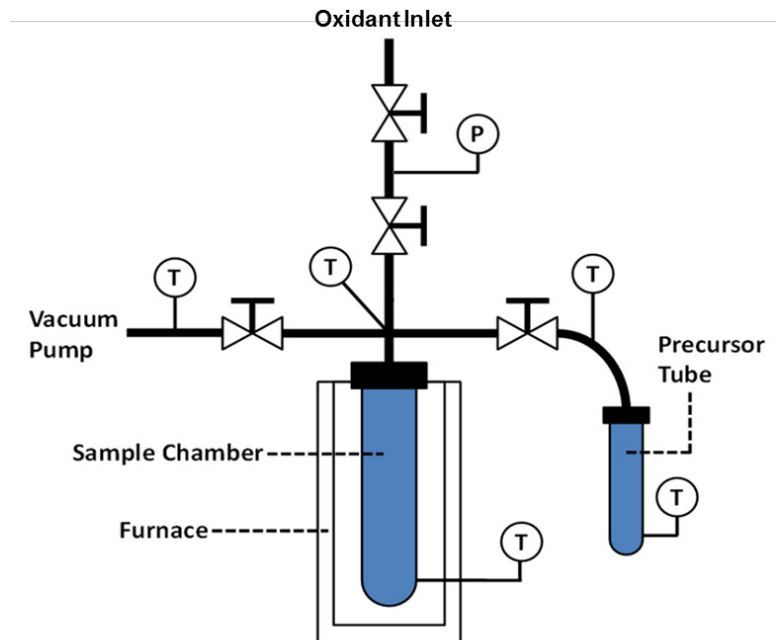 Oxidant Inlet
P
T
T
T
Vacuum
Pump
Precursor
Tube
Sample Chamber
T
Furnace
T